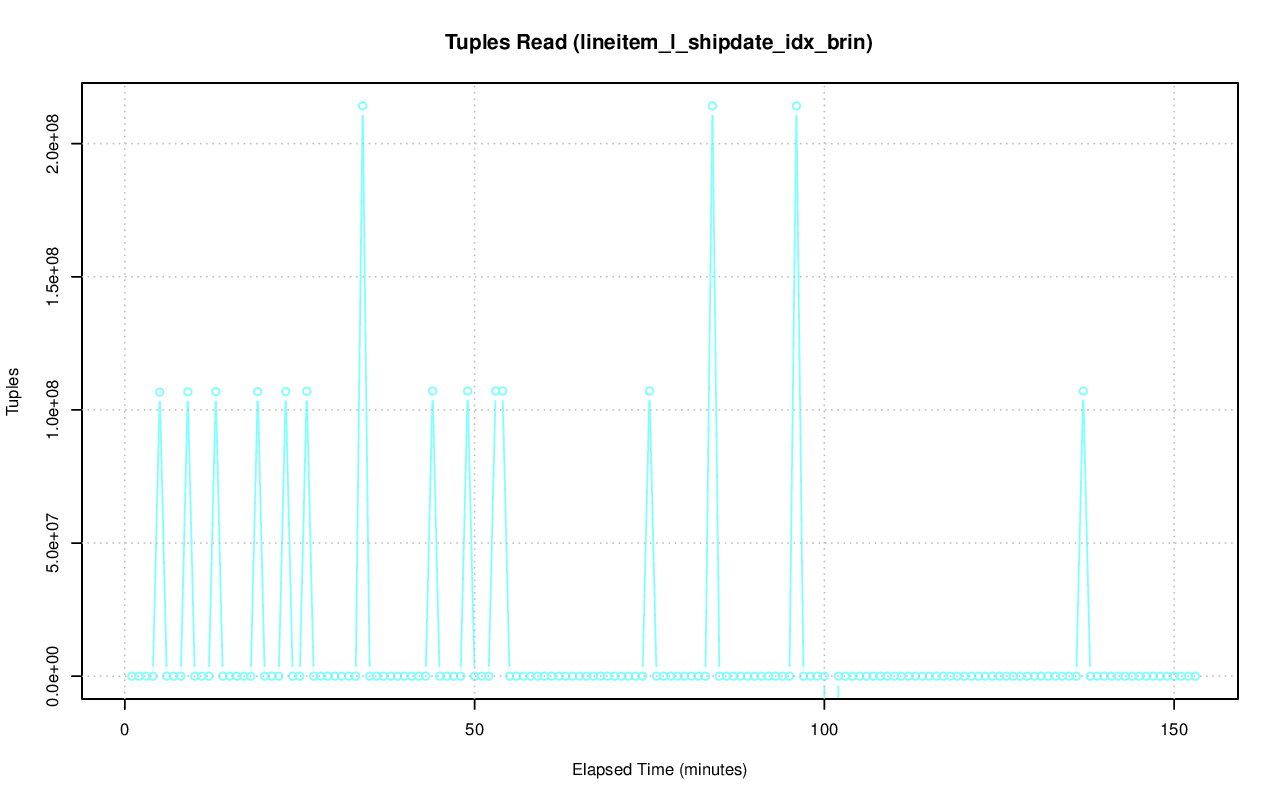 Tuples Read (lineitem_l_shipdate_idx_brin)
Tuples
2.0e+08
1.5e+08
1.0e+08
5.0e+07
0.0e+00
0 50 100 150
Elapsed Time (minutes)